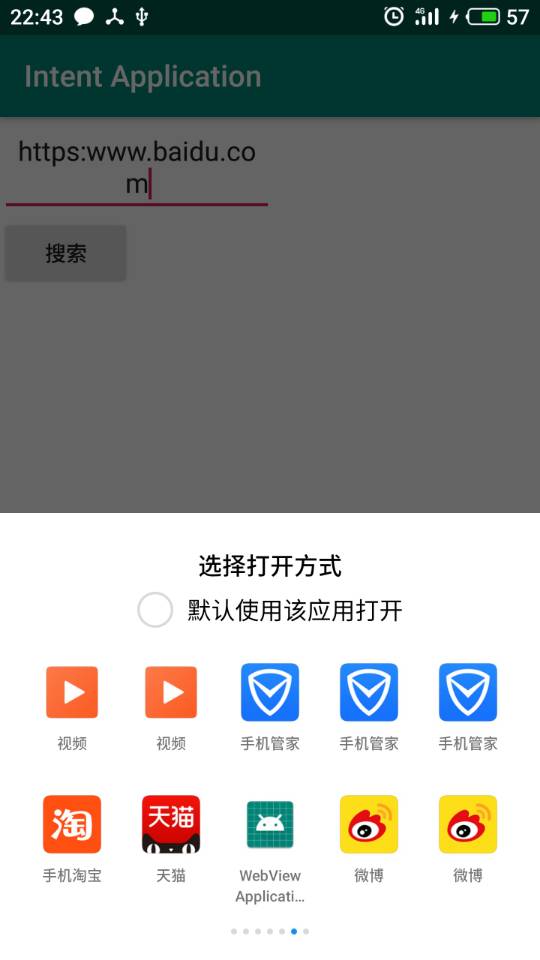 22:43 4G 57
Intent Application
https:www.baidu.co
m
搜索
选择打开方式
默认使用该应用打开
视频 视频 手机管家 手机管家 手机管家
淘 天猫
手机淘宝 天猫 WebView 微博 微博
Applicati...